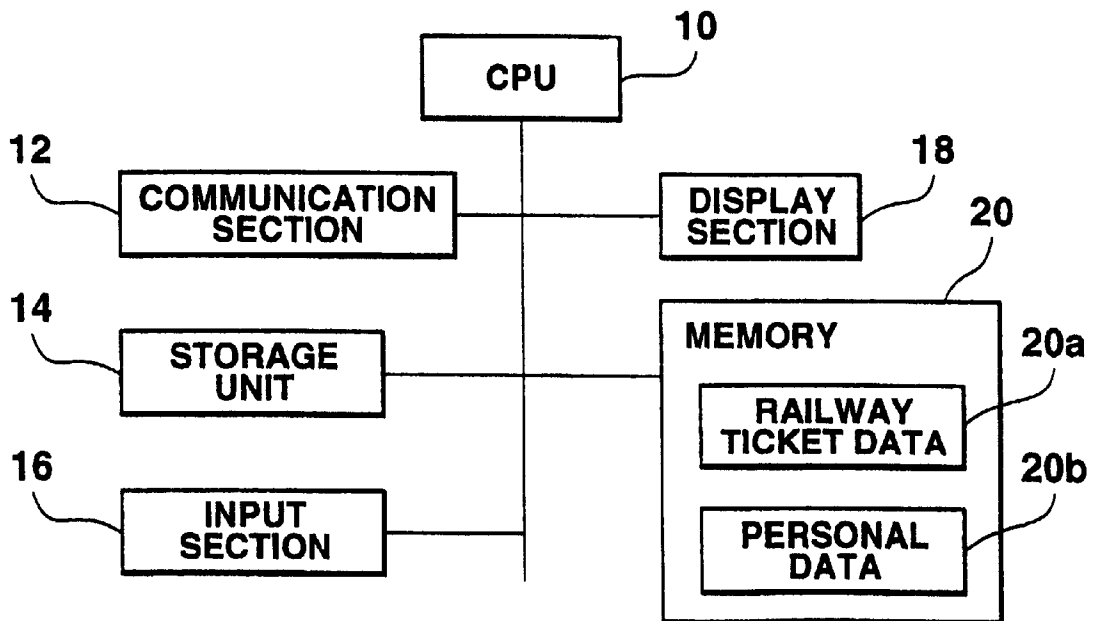 10
CPU
12
COMMUNICATION
SECTION
18
DISPLAY
SECTION
20
14
STORAGE
UNIT
MEMORY
20a
RAILWAY
TICKET DATA
16
INPUT
SECTION
20b
PERSONAL
DATA